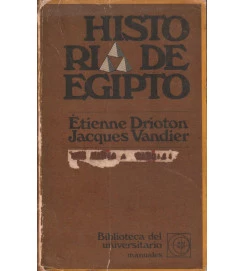 HISTO
RIA DE
EGIPTO
Étienne Drioton
Jacques Vandier
Biblioteca del
universitario
manuales